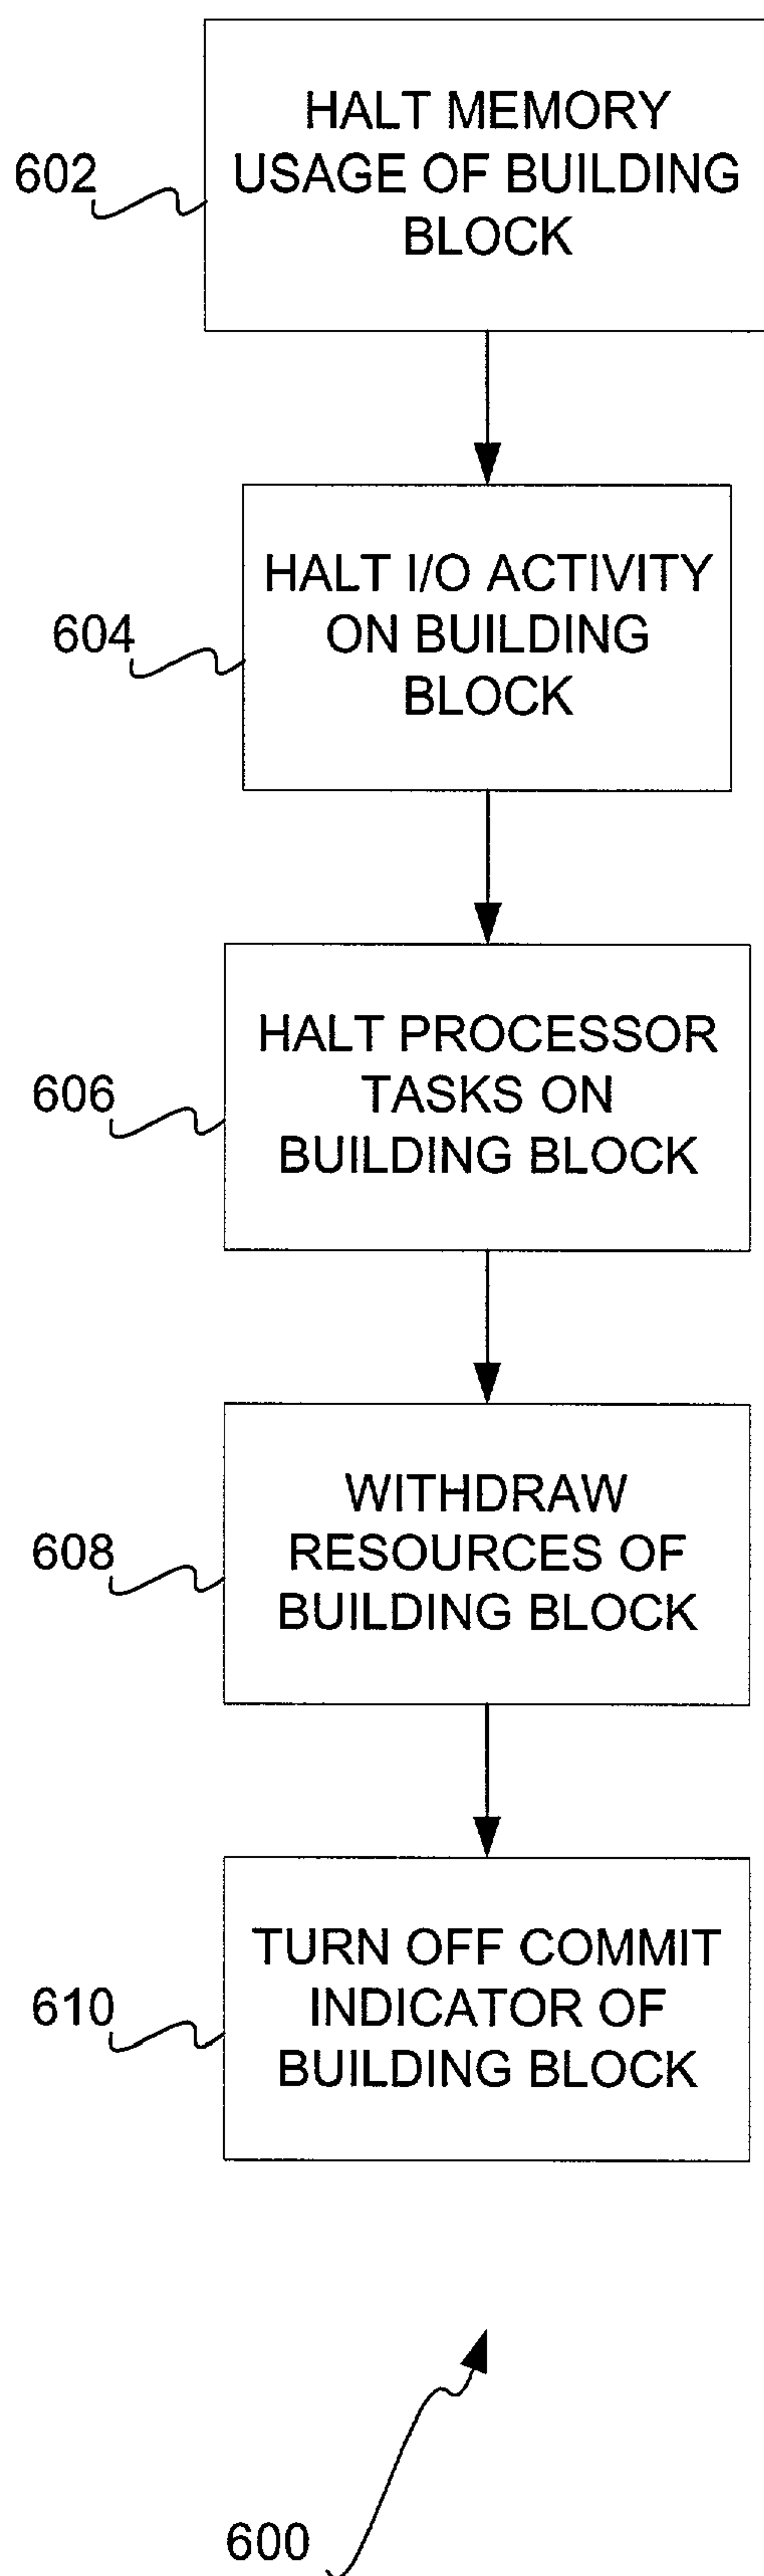 HALT MEMORY
USAGE OF BUILDING
BLOCK
602
HALT I/O ACTIVITY
ON BUILDING
BLOCK
604
HALT PROCESSOR
TASKS ON
BUILDING BLOCK
606
WITHDRAW
RESOURCES OF
BUILDING BLOCK
608
TURN OFF COMMIT
INDICATOR OF
BUILDING BLOCK
610
600